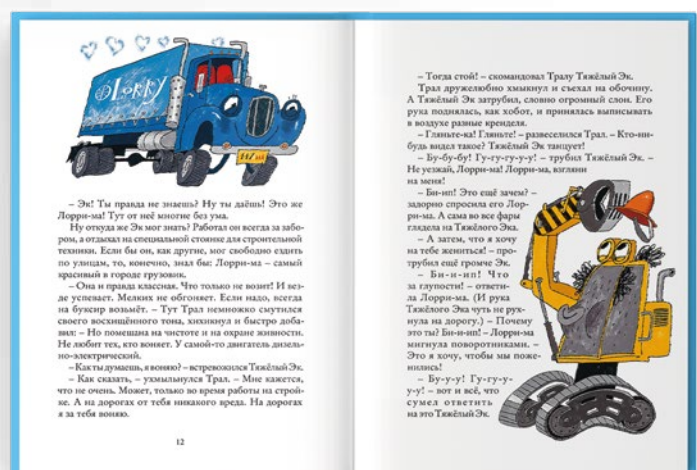 Lorry
– Эк! Ты правда не знаешь? Ну ты даёшь! Это же
Лорри-ма! Тут от неё многие без ума.
Ну откуда же Эк мог знать? Работал он всегда за забо-
ром, а отдыхал на специальной стоянке для строительной
техники. Если бы он, как другие, мог свободно ездить
по улицам, то, конечно, знал бы: Лорри-ма – самый
красивый в городе грузовик.
– Она и правда классная. Что только не возит! И вез-
де успевает. Мелких не обгоняет. Если надо, всегда
на буксир возьмёт. – Тут Трал немножко смутился
своего восхищённого тона, хихикнул и быстро доба-
вил: – Но помешана на чистоте и на охране живности.
Не любит тех, кто воняет. У самой-то двигатель дизель-
но-электрический.
– Как ты думаешь, я воняю? – встревожился Тяжёлый Эк.
– Как сказать, – ухмыльнулся Трал. – Мне кажется,
что не очень. Может, только во время работы на строй-
ке. А на дорогах от тебя никакого вреда. На дорогах
я за тебя воняю.
12
– Тогда стой! – скомандовал Тралу Тяжёлый Эк.
Трал дружелюбно хмыкнул и съехал на обочину.
А Тяжёлый Эк затрубил, словно огромный слон. Его
рука поднялась, как хобот, и принялась выписывать
в воздухе разные кренделя.
– Гляньте-ка! Гляньте! – развеселился Трал. – Кто-ни-
будь видел такое? Тяжёлый Эк танцует!
– Бу-бу-бу! Гу-гу-гу-у-у! – трубил Тяжёлый Эк. –
Не уезжай, Лорри-ма! Лорри-ма, взгляни
на меня!
– Би-ип! Это ещё зачем? –
задорно спросила его Лор-
ри-ма. А сама во все фары
глядела на Тяжёлого Эка.
– А затем, что я хочу
на тебе жениться! – про-
трубил ещё громче Эк.
– Би-и-ип! Что
за глупости! – ответи-
ла Лорри-ма. (И рука
Тяжёлого Эка чуть не рух-
нула на дорогу.) – Почему
это ты? Би-и-ип! – Лорри-ма
мигнула поворотниками. –
Это я хочу, чтобы мы поже-
нились!
– Бу-у-у! Гу-гу-у-
у-у! – вот и всё, что
сумел ответить
на это Тяжёлый Эк.